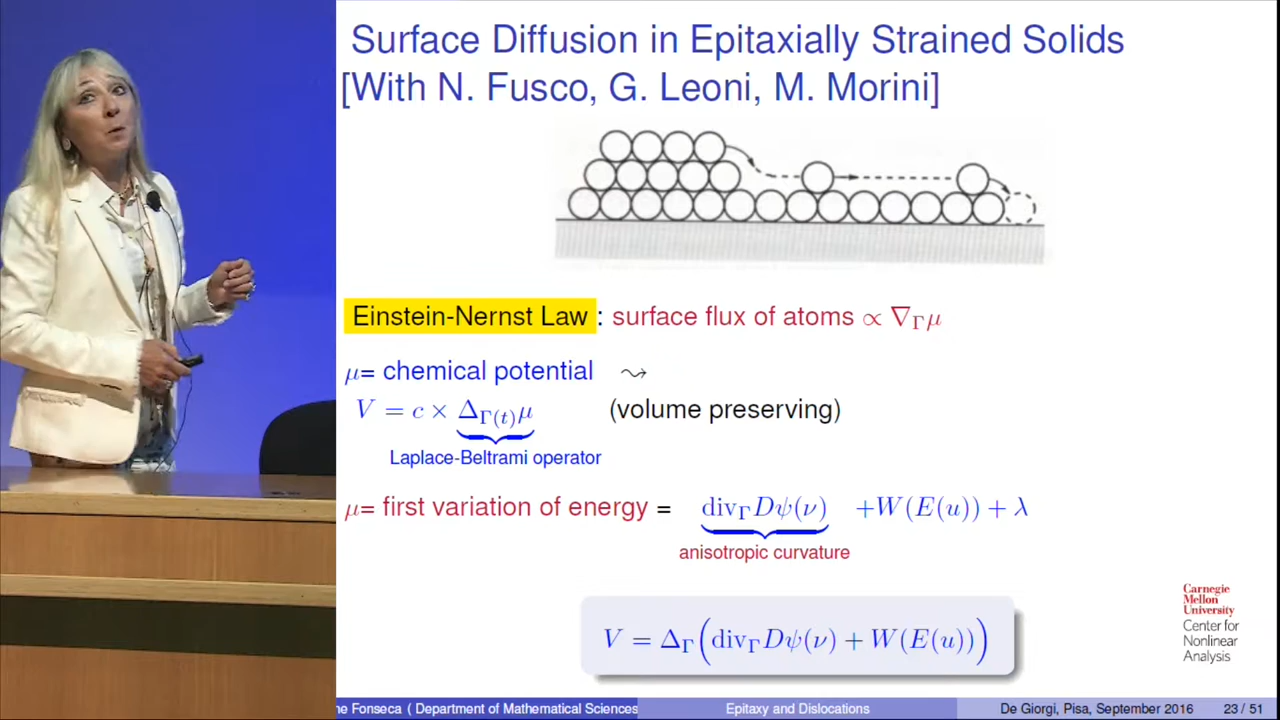 Surface Diffusion in Epitaxially Strained Solids
[With N. Fusco, G. Leoni, M. Morini]
Einstein-Nernst Law : surface flux of atoms ∝ ∇_Γ μ
μ= chemical potential ⇝
V = c × Δ_Γ(t) μ (volume preserving)
Laplace-Beltrami operator
μ= first variation of energy = div_Γ Dψ(ν) +W(E(u)) + λ
anisotropic curvature
V = Δ_Γ(div_Γ Dψ(ν) + W(E(u)))
Carnegie
Mellon
University
Center for
Nonlinear
Analysis
ne Fonseca ( Department of Mathematical Sciences Epitaxy and Dislocations De Giorgi, Pisa, September 2016 23 / 51